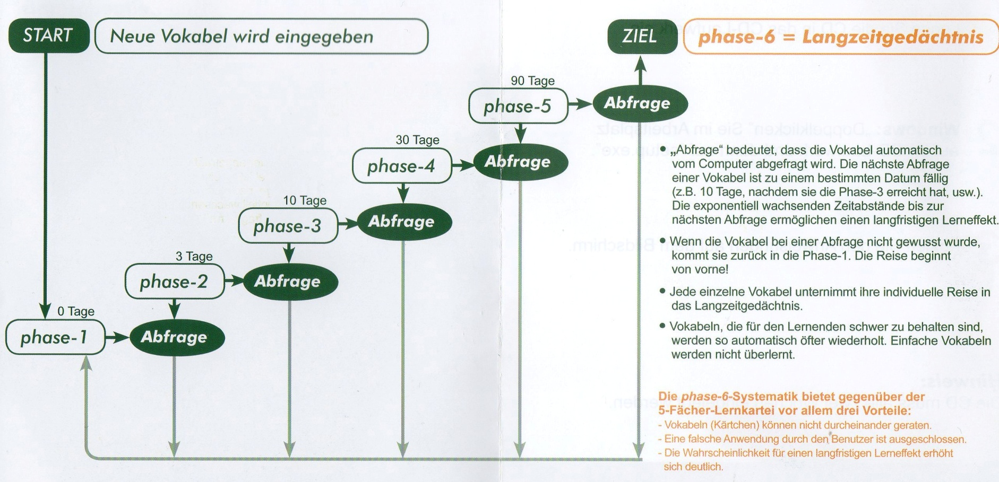 START
Neue Vokabel wird eingegeben
ZIEL
phase-6 = Langzeitgedächtnis
90 Tage
phase-5
Abfrage
30 Tage
phase-4
Abfrage
10 Tage
phase-3
Abfrage
3 Tage
phase-2
Abfrage
0 Tage
phase-1
Abfrage
• „Abfrage“ bedeutet, dass die Vokabel automatisch
vom Computer abgefragt wird. Die nächste Abfrage
einer Vokabel ist zu einem bestimmten Datum fällig
(z.B. 10 Tage, nachdem sie die Phase-3 erreicht hat, usw.).
Die exponentiell wachsenden Zeitabstände bis zur
nächsten Abfrage ermöglichen einen langfristigen Lerneffekt.
• Wenn die Vokabel bei einer Abfrage nicht gewusst wurde,
kommt sie zurück in die Phase-1. Die Reise beginnt
von vorne!
• Jede einzelne Vokabel unternimmt ihre individuelle Reise in
das Langzeitgedächtnis.
• Vokabeln, die für den Lernenden schwer zu behalten sind,
werden so automatisch öfter wiederholt. Einfache Vokabeln
werden nicht überlernt.
Die phase-6-Systematik bietet gegenüber der
5-Fächer-Lernkartei vor allem drei Vorteile:
- Vokabeln (Kärtchen) können nicht durcheinander geraten.
- Eine falsche Anwendung durch den Benutzer ist ausgeschlossen.
- Die Wahrscheinlichkeit für einen langfristigen Lerneffekt erhöht
sich deutlich.